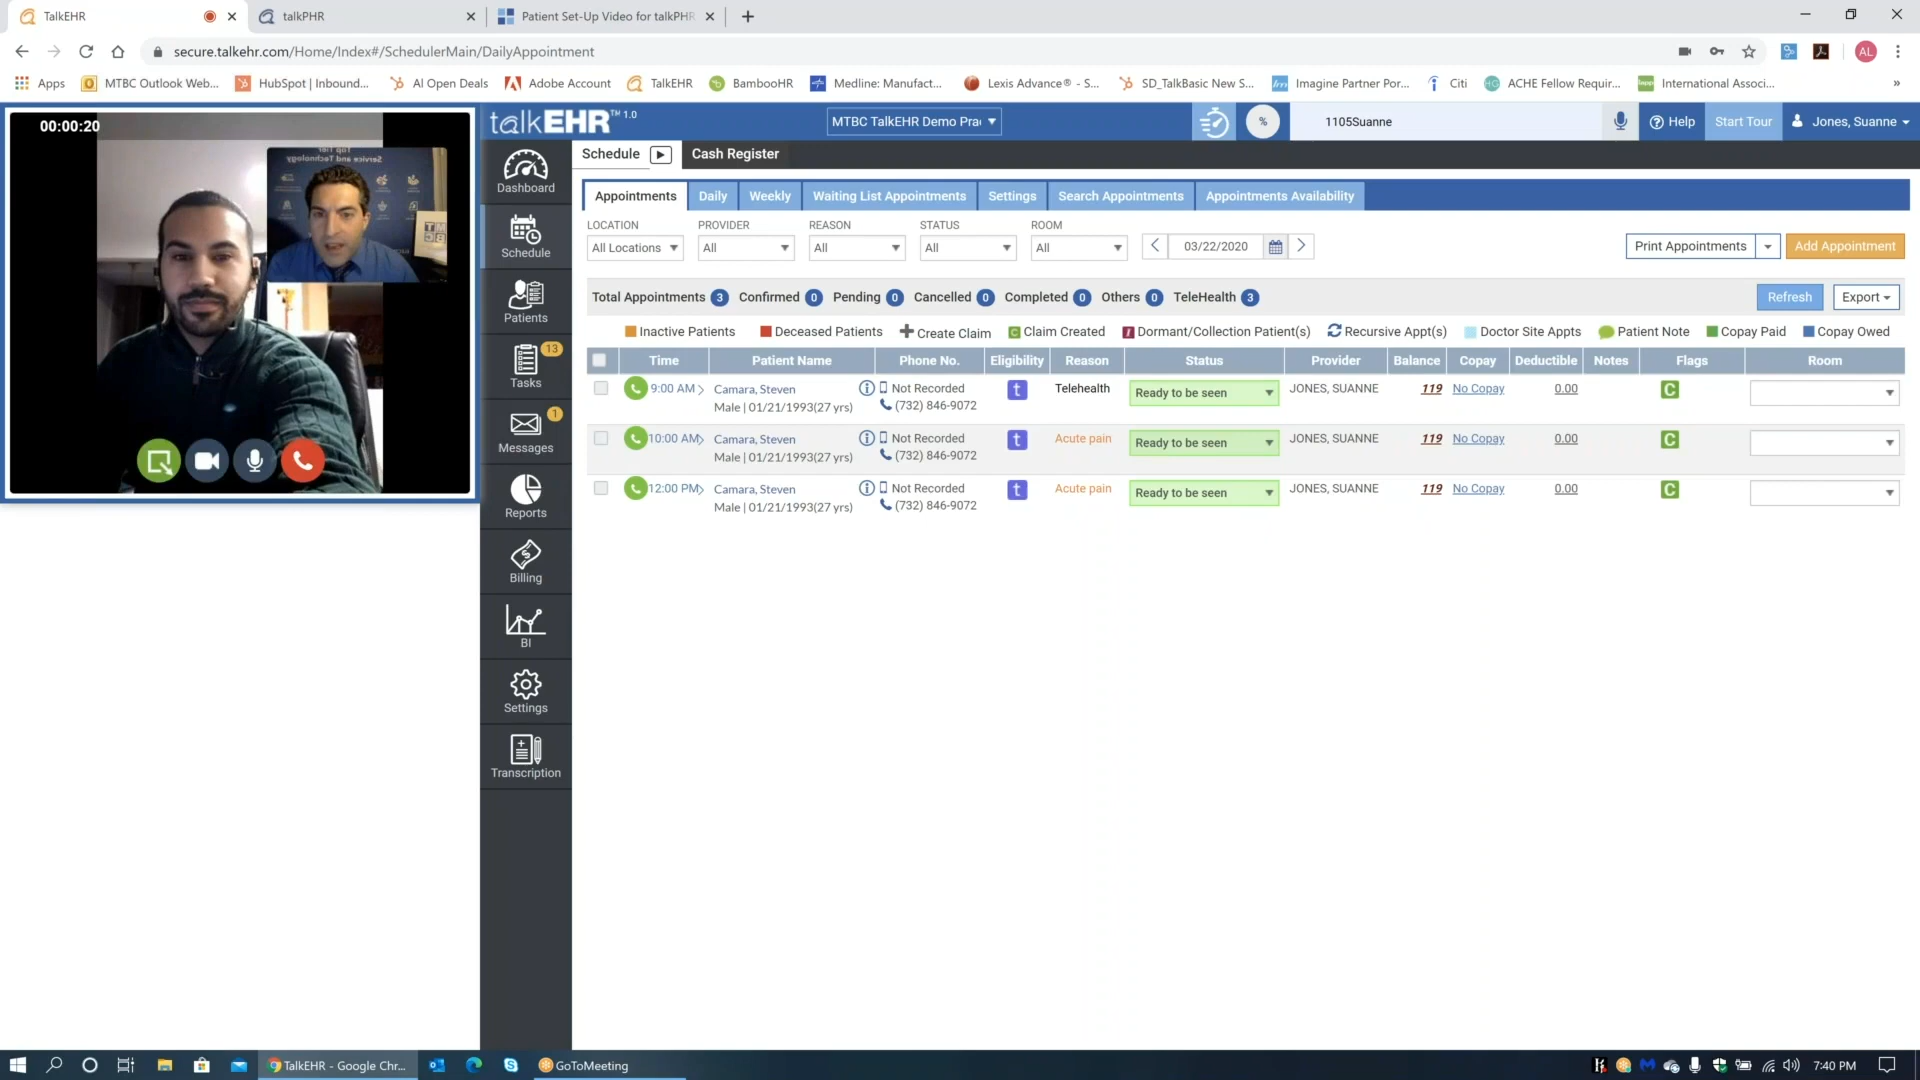 TalkEHR
talkPHR
Patient Set-Up Video for talkPHR
secure.talkehr.com/Home/Index#/SchedulerMain/DailyAppointment
AL
Apps
MTBC Outlook Web...
HubSpot | Inbound...
AI Open Deals
Adobe Account
TalkEHR
BambooHR
Medline: Manufact...
Lexis Advance® - S...
SD_TalkBasic New S...
Imagine Partner Por...
Citi
ACHE Fellow Requir...
International Associ...
00:00:20
Top Tier
Service and Technology
talkEHR™ 1.0
MTBC TalkEHR Demo Pra
%
1105Suanne
Help
Start Tour
Jones, Suanne
Dashboard
Schedule
Patients
Tasks
13
Messages
1
Reports
Billing
BI
Settings
Transcription
Schedule
Cash Register
Appointments
Daily
Weekly
Waiting List Appointments
Settings
Search Appointments
Appointments Availability
LOCATION PROVIDER REASON STATUS ROOM
All Locations All All All All
03/22/2020
Print Appointments
Add Appointment
Total Appointments 3 Confirmed 0 Pending 0 Cancelled 0 Completed 0 Others 0 TeleHealth 3
Refresh
Export
Inactive Patients Deceased Patients Create Claim C Claim Created Dormant/Collection Patient(s) Recursive Appt(s) Doctor Site Appts Patient Note Copay Paid Copay Owed
Time Patient Name Phone No. Eligibility Reason Status Provider Balance Copay Deductible Notes Flags Room
9:00 AM Camara, Steven Not Recorded t Telehealth Ready to be seen JONES, SUANNE 119 No Copay 0.00 C
Male | 01/21/1993(27 yrs) (732) 846-9072
10:00 AM Camara, Steven Not Recorded t Acute pain Ready to be seen JONES, SUANNE 119 No Copay 0.00 C
Male | 01/21/1993(27 yrs) (732) 846-9072
12:00 PM Camara, Steven Not Recorded t Acute pain Ready to be seen JONES, SUANNE 119 No Copay 0.00 C
Male | 01/21/1993(27 yrs) (732) 846-9072
TalkEHR - Google Chr...
GoToMeeting
7:40 PM